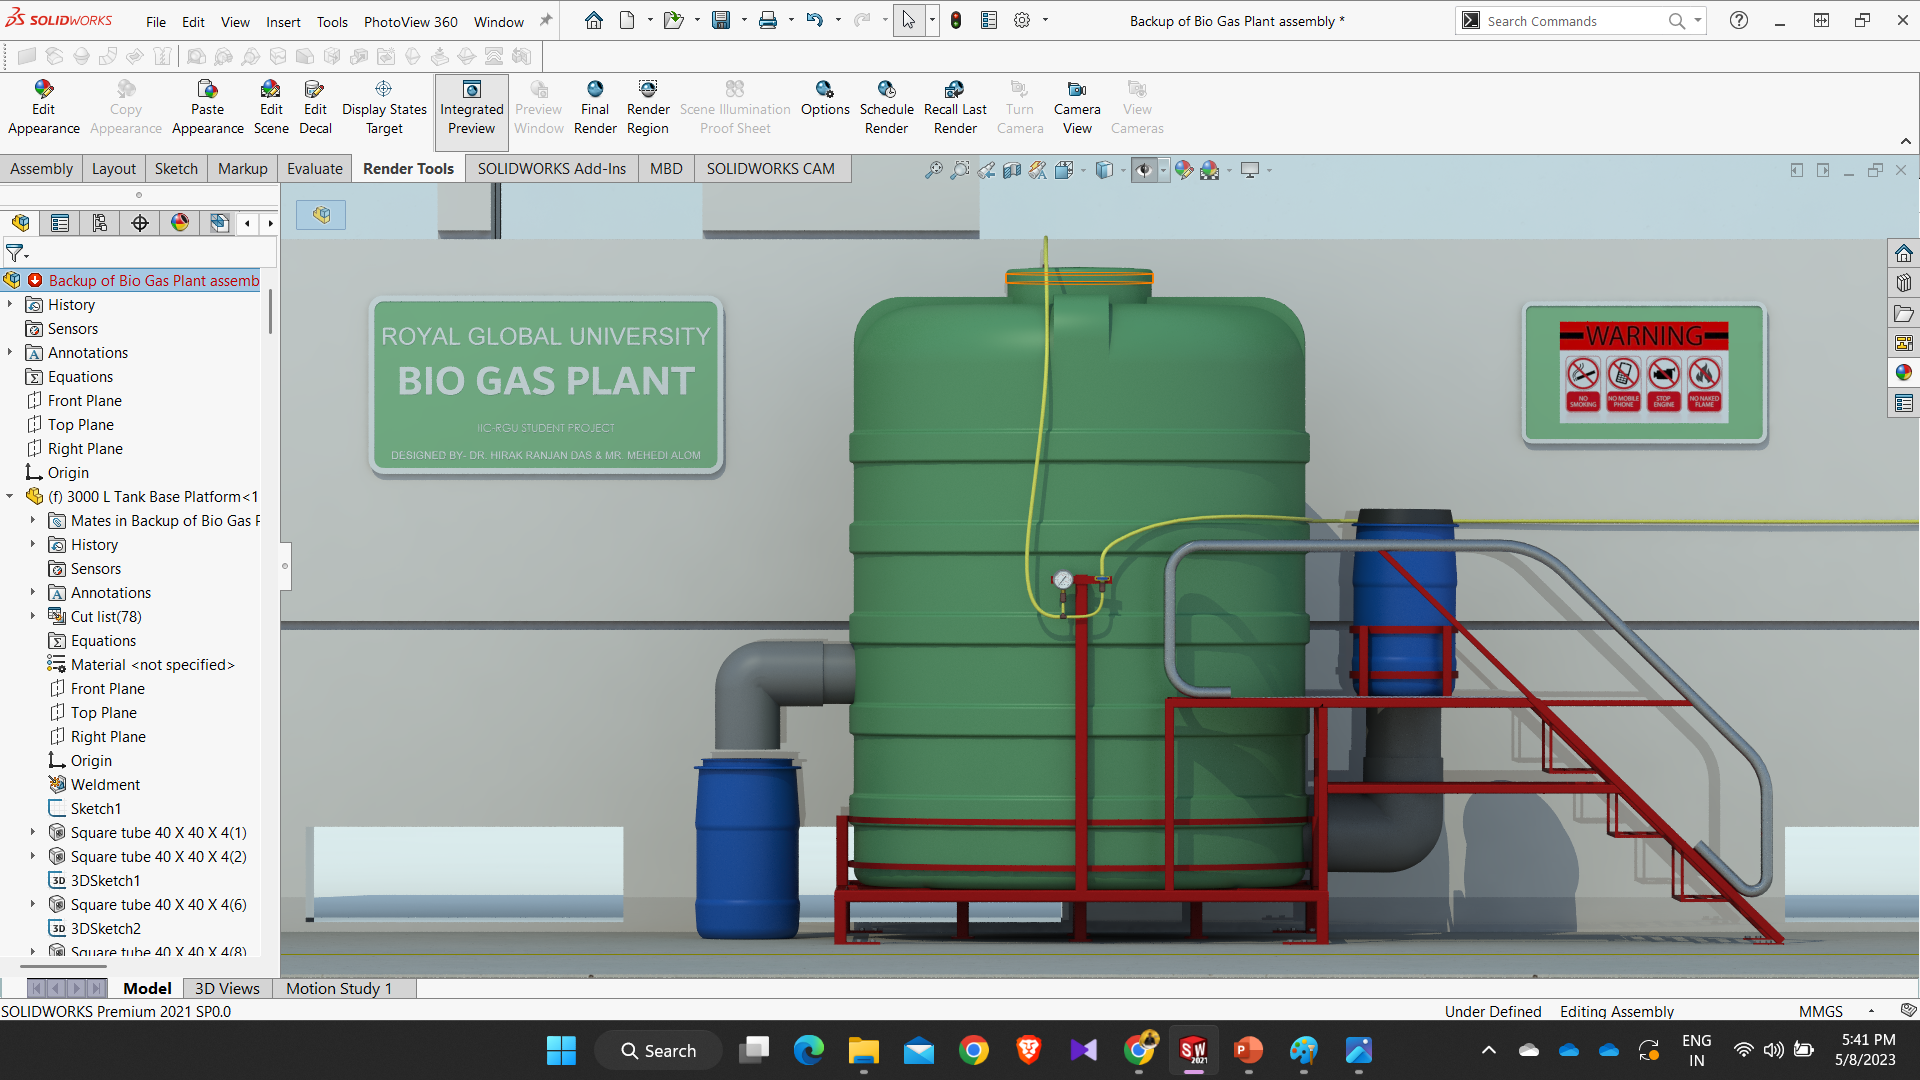 SOLIDWORKS
File Edit View Insert Tools PhotoView 360 Window
Backup of Bio Gas Plant assembly *
Search Commands
Edit Appearance
Copy Appearance
Paste Appearance
Edit Scene
Edit Decal
Display States Target
Integrated Preview
Preview Window
Final Render
Render Region
Scene Illumination Proof Sheet
Options
Schedule Render
Recall Last Render
Turn Camera
Camera View
View Cameras
Assembly Layout Sketch Markup Evaluate Render Tools SOLIDWORKS Add-Ins MBD SOLIDWORKS CAM
Backup of Bio Gas Plant assemb
History
Sensors
Annotations
Equations
Front Plane
Top Plane
Right Plane
Origin
(f) 3000 L Tank Base Platform<1
Mates in Backup of Bio Gas P
History
Sensors
Annotations
Cut list(78)
Equations
Material <not specified>
Front Plane
Top Plane
Right Plane
Origin
Weldment
Sketch1
Square tube 40 X 40 X 4(1)
Square tube 40 X 40 X 4(2)
3D 3DSketch1
Square tube 40 X 40 X 4(6)
3D 3DSketch2
Square tube 40 X 40 X 4(8)
ROYAL GLOBAL UNIVERSITY
BIO GAS PLANT
IIC-RGU STUDENT PROJECT
DESIGNED BY- DR. HIRAK RANJAN DAS & MR. MEHEDI ALOM
WARNING
NO SMOKING
NO MOBILE PHONE
STOP ENGINE
NO NAKED FLAME
Model 3D Views Motion Study 1
SOLIDWORKS Premium 2021 SP0.0
Under Defined Editing Assembly MMGS
Search
SW 2021
ENG
IN
5:41 PM
5/8/2023